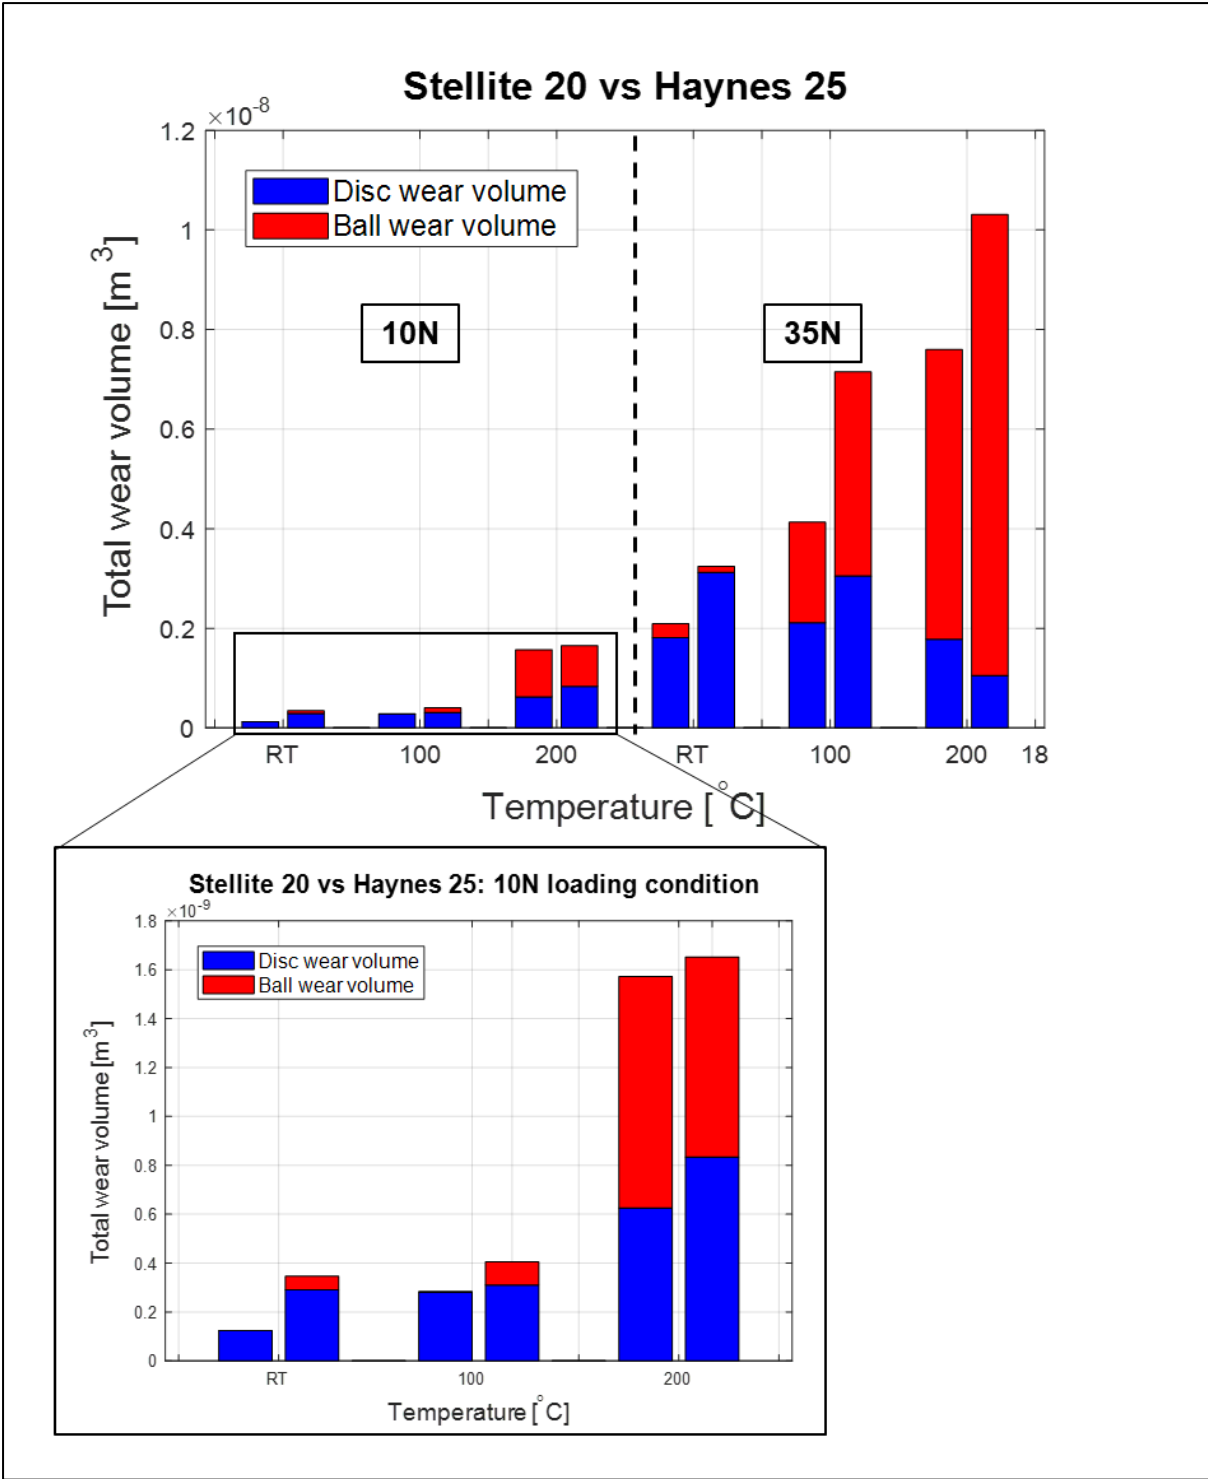 Stellite 20 vs Haynes 25
×10-8
1.2
1
0.8
0.6
0.4
0.2
0
Total wear volume [m3]
Disc wear volume
Ball wear volume
10N
35N
RT 100 200 RT 100 200 18
Temperature [°C]
Stellite 20 vs Haynes 25: 10N loading condition
×10-9
1.8
1.6
1.4
1.2
1
0.8
0.6
0.4
0.2
0
Total wear volume [m3]
Disc wear volume
Ball wear volume
RT 100 200
Temperature [°C]